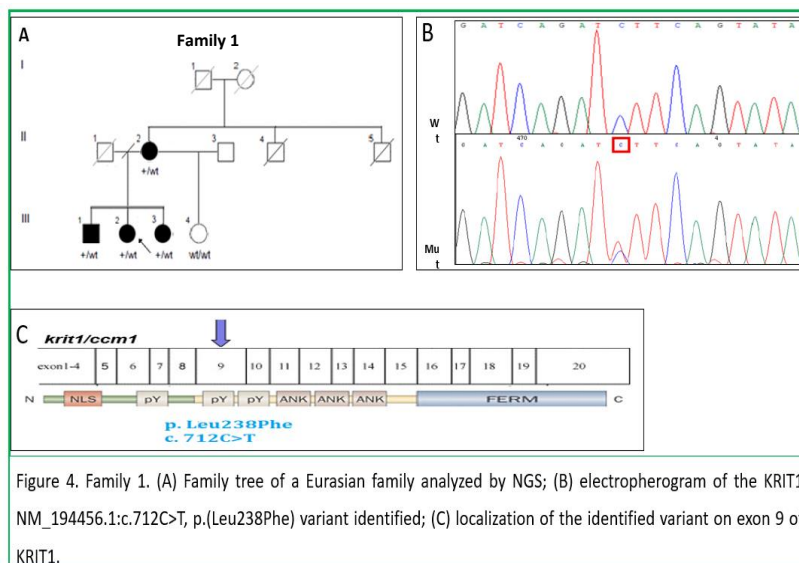 A
Family 1
I
1
2
II
1
2
3
4
5
+/wt
III
1
2
3
4
+/wt
+/wt
+/wt
wt/wt
B
G A T C A G A T C T T C A G T A T A
W
t
470
4
G A T C A G A T C T T C A G T A T A
Mu
t
C
krit1/ccm1
exon1-4 5 6 7 8 9 10 11 12 13 14 15 16 17 18 19 20
N NLS pY pY pY ANK ANK ANK FERM C
p. Leu238Phe
c. 712C>T
Figure 4. Family 1. (A) Family tree of a Eurasian family analyzed by NGS; (B) electropherogram of the KRIT1
NM_194456.1:c.712C>T, p.(Leu238Phe) variant identified; (C) localization of the identified variant on exon 9 of
KRIT1.